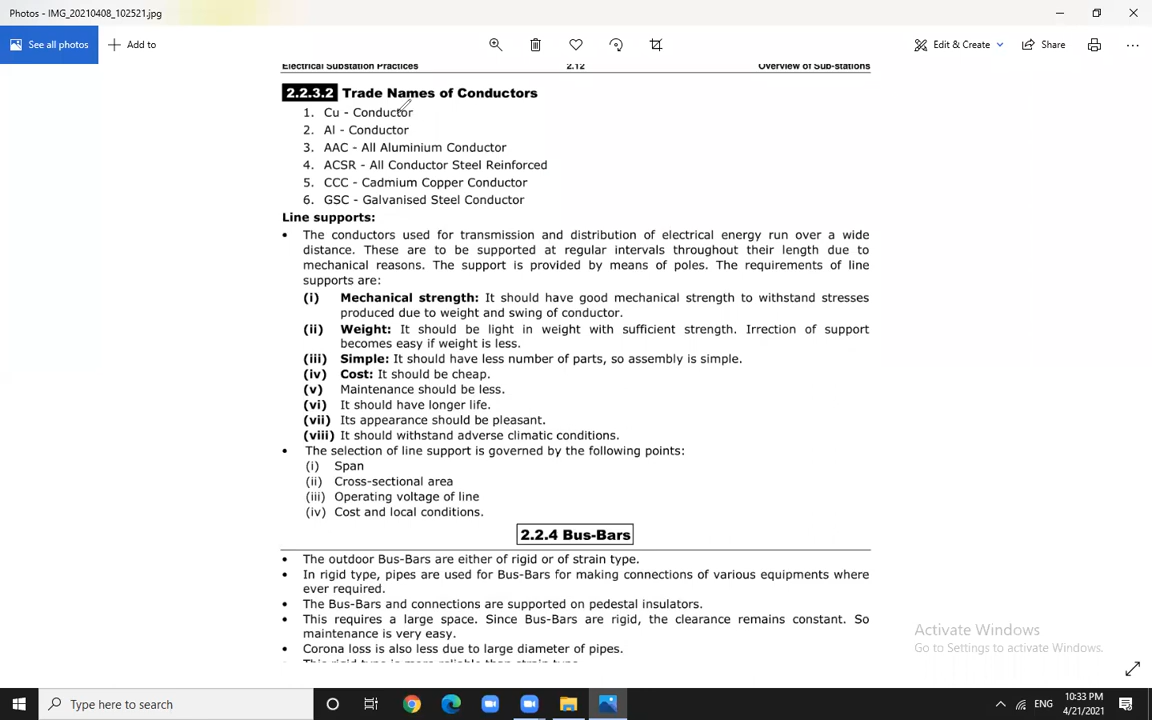 Photos - IMG_20210408_102521.jpg
See all photos
Add to
Edit & Create
Share
Electrical Substation Practices 2.12 Overview of Sub-stations
2.2.3.2 Trade Names of Conductors
1. Cu - Conductor
2. Al - Conductor
3. AAC - All Aluminium Conductor
4. ACSR - All Conductor Steel Reinforced
5. CCC - Cadmium Copper Conductor
6. GSC - Galvanised Steel Conductor
Line supports:
• The conductors used for transmission and distribution of electrical energy run over a wide
distance. These are to be supported at regular intervals throughout their length due to
mechanical reasons. The support is provided by means of poles. The requirements of line
supports are:
(i) Mechanical strength: It should have good mechanical strength to withstand stresses
produced due to weight and swing of conductor.
(ii) Weight: It should be light in weight with sufficient strength. Irrection of support
becomes easy if weight is less.
(iii) Simple: It should have less number of parts, so assembly is simple.
(iv) Cost: It should be cheap.
(v) Maintenance should be less.
(vi) It should have longer life.
(vii) Its appearance should be pleasant.
(viii) It should withstand adverse climatic conditions.
• The selection of line support is governed by the following points:
(i) Span
(ii) Cross-sectional area
(iii) Operating voltage of line
(iv) Cost and local conditions.
2.2.4 Bus-Bars
• The outdoor Bus-Bars are either of rigid or of strain type.
• In rigid type, pipes are used for Bus-Bars for making connections of various equipments where
ever required.
• The Bus-Bars and connections are supported on pedestal insulators.
• This requires a large space. Since Bus-Bars are rigid, the clearance remains constant. So
maintenance is very easy.
• Corona loss is also less due to large diameter of pipes.
• This rigid type is more reliable than strain type
Activate Windows
Go to Settings to activate Windows.
Type here to search
ENG
10:33 PM
4/21/2021